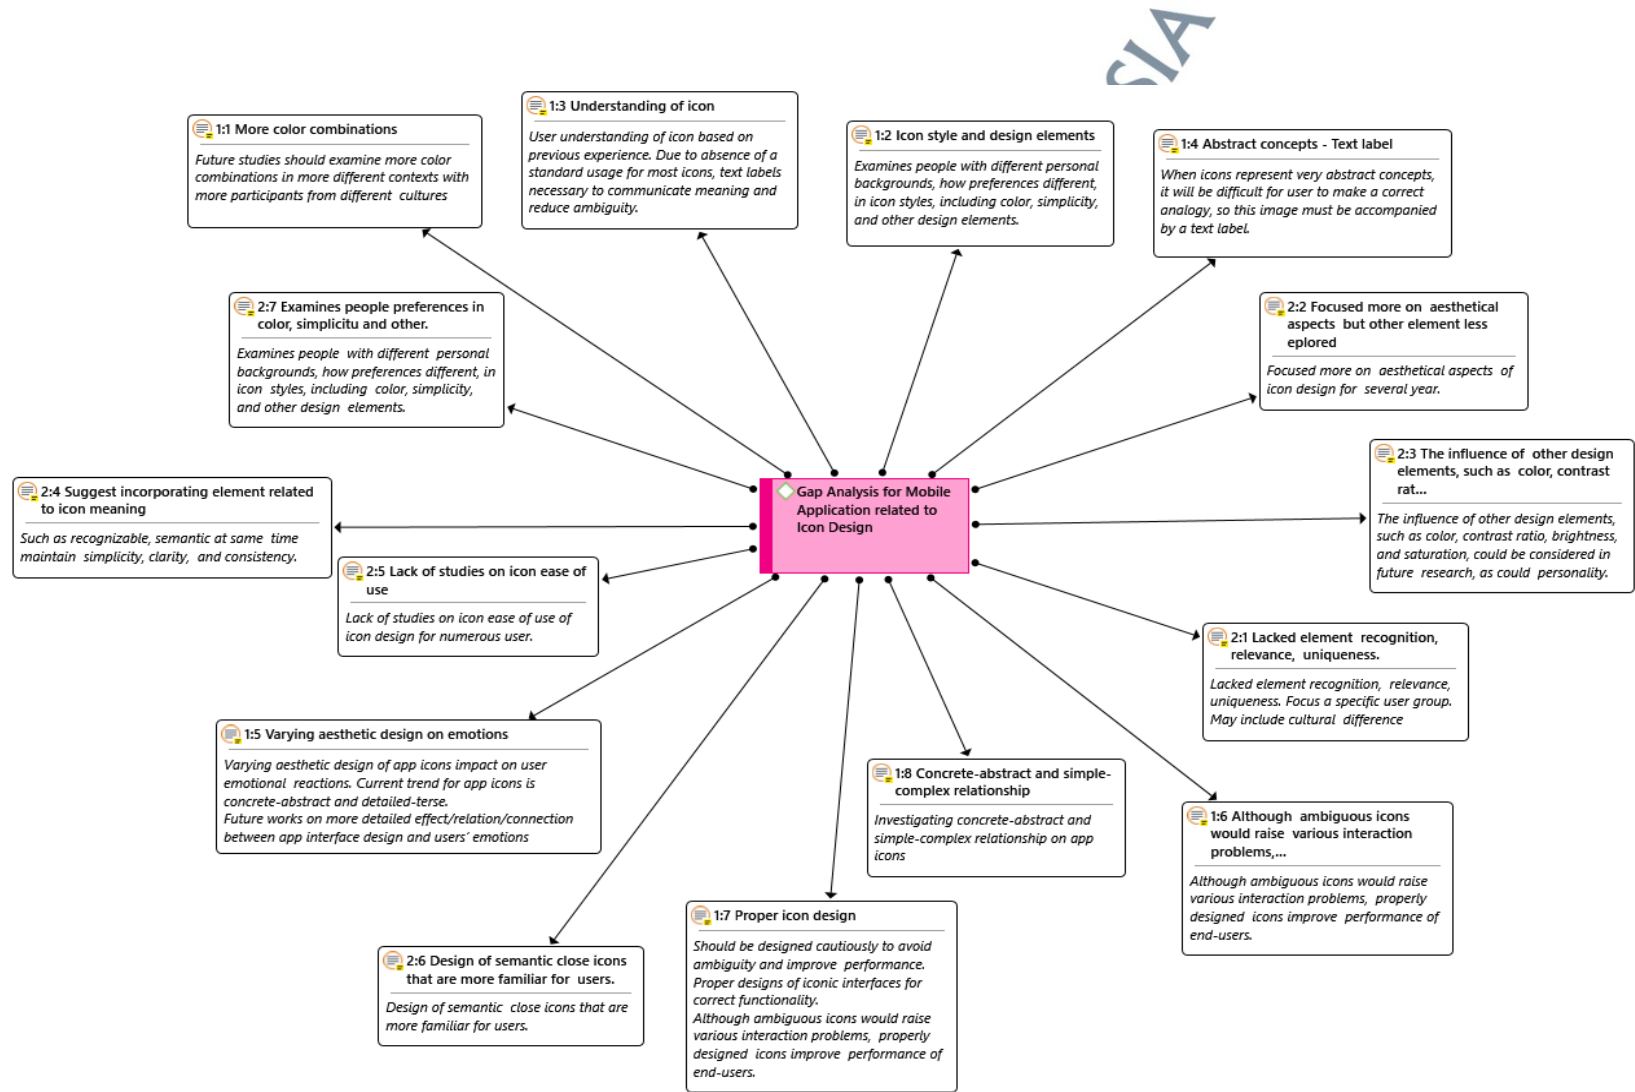 SIA
1:3 Understanding of icon
User understanding of icon based on
previous experience. Due to absence of a
standard usage for most icons, text labels
necessary to communicate meaning and
reduce ambiguity.
1:1 More color combinations
Future studies should examine more color
combinations in more different contexts with
more participants from different cultures
1:2 Icon style and design elements
Examines people with different personal
backgrounds, how preferences different,
in icon styles, including color, simplicity,
and other design elements.
1:4 Abstract concepts - Text label
When icons represent very abstract concepts,
it will be difficult for user to make a correct
analogy, so this image must be accompanied
by a text label.
2:7 Examines people preferences in
color, simplicitu and other.
Examines people with different personal
backgrounds, how preferences different, in
icon styles, including color, simplicity,
and other design elements.
2:2 Focused more on aesthetical
aspects but other element less
eplored
Focused more on aesthetical aspects of
icon design for several year.
2:3 The influence of other design
elements, such as color, contrast
rat...
The influence of other design elements,
such as color, contrast ratio, brightness,
and saturation, could be considered in
future research, as could personality.
2:4 Suggest incorporating element related
to icon meaning
Such as recognizable, semantic at same time
maintain simplicity, clarity, and consistency.
Gap Analysis for Mobile
Application related to
Icon Design
2:5 Lack of studies on icon ease of
use
Lack of studies on icon ease of use of
icon design for numerous user.
2:1 Lacked element recognition,
relevance, uniqueness.
Lacked element recognition, relevance,
uniqueness. Focus a specific user group.
May include cultural difference
1:5 Varying aesthetic design on emotions
Varying aesthetic design of app icons impact on user
emotional reactions. Current trend for app icons is
concrete-abstract and detailed-terse.
Future works on more detailed effect/relation/connection
between app interface design and users' emotions
1:8 Concrete-abstract and simple-
complex relationship
Investigating concrete-abstract and
simple-complex relationship on app
icons
1:6 Although ambiguous icons
would raise various interaction
problems,...
Although ambiguous icons would raise
various interaction problems, properly
designed icons improve performance of
end-users.
1:7 Proper icon design
Should be designed cautiously to avoid
ambiguity and improve performance.
Proper designs of iconic interfaces for
correct functionality.
Although ambiguous icons would raise
various interaction problems, properly
designed icons improve performance of
end-users.
2:6 Design of semantic close icons
that are more familiar for users.
Design of semantic close icons that are
more familiar for users.